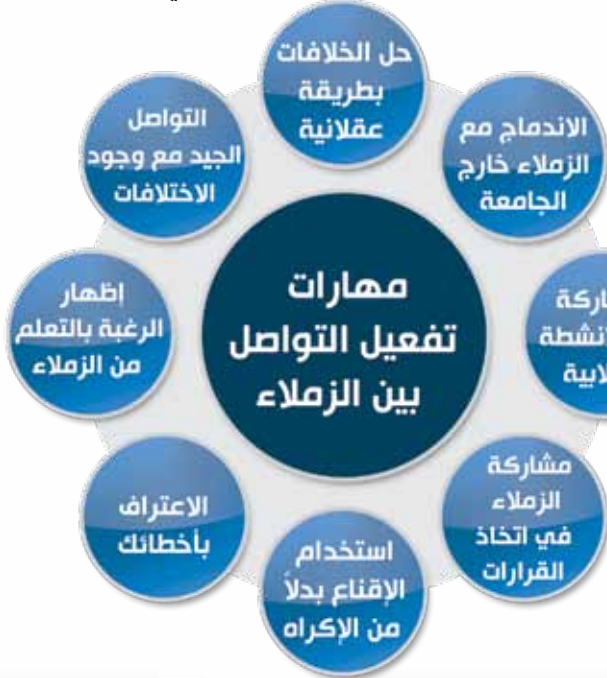 حل الخلافات
بطريقة
عقلانية
الاندماج مع
الزملاء خارج
الجامعة
مشاركة
الزملاء
في اتخاذ
القرارات
استخدام
الإقناع بدلاً
من الإكراه
الاعتراف
بأخطائك
إظهار
الرغبة بالتعلم
من الزملاء
التواصل
الجيد مع وجود
الاختلافات
مهارات
تفعيل التواصل
بين الزملاء